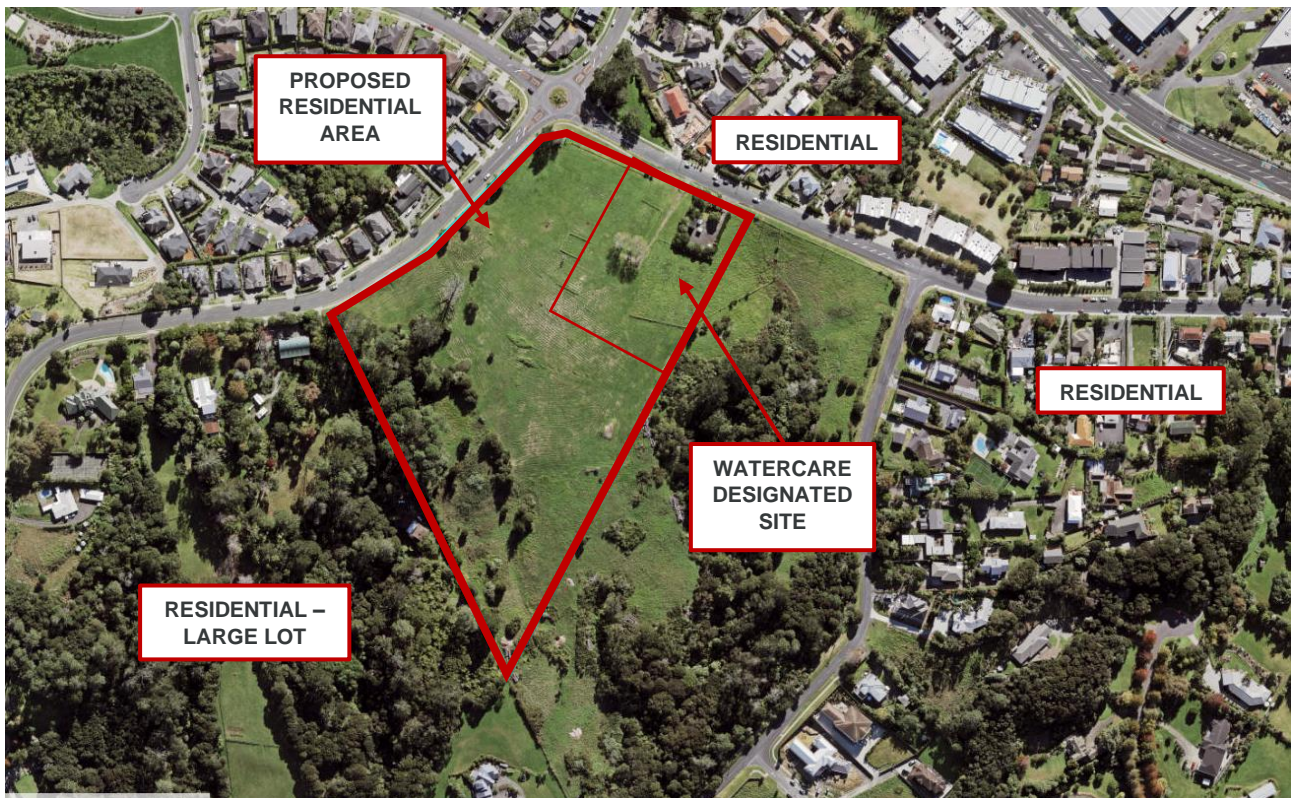 PROPOSED
RESIDENTIAL
AREA
RESIDENTIAL
RESIDENTIAL
WATERCARE
DESIGNATED
SITE
RESIDENTIAL –
LARGE LOT